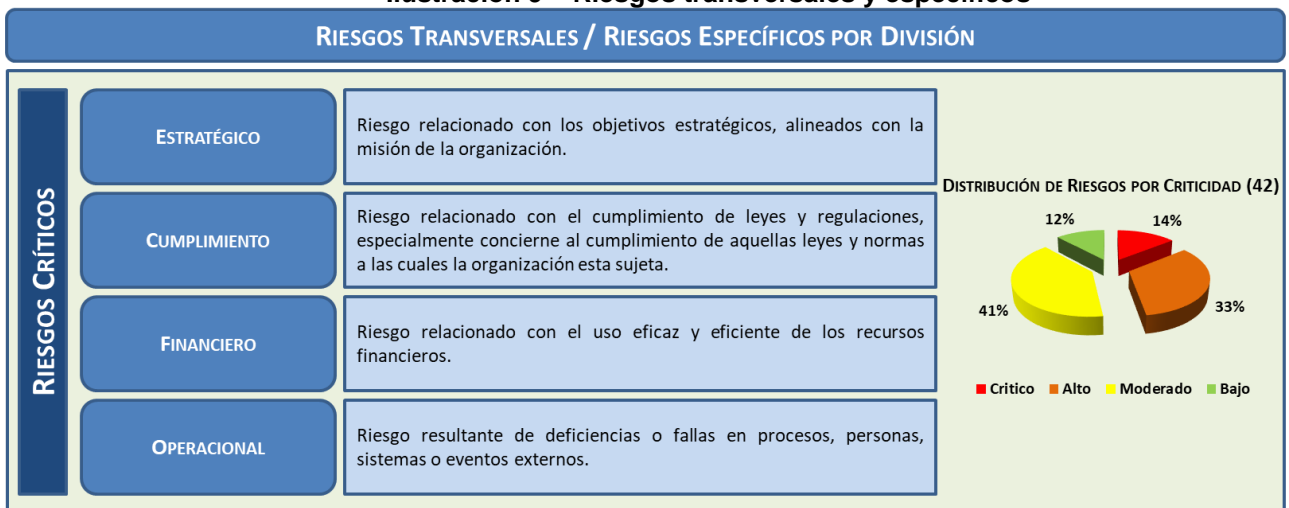 RIESGOS TRANSVERSALES / RIESGOS ESPECÍFICOS POR DIVISIÓN
RIESGOS CRÍTICOS
ESTRATÉGICO
Riesgo relacionado con los objetivos estratégicos, alineados con la
misión de la organización.
CUMPLIMIENTO
Riesgo relacionado con el cumplimiento de leyes y regulaciones,
especialmente concierne al cumplimiento de aquellas leyes y normas
a las cuales la organización esta sujeta.
FINANCIERO
Riesgo relacionado con el uso eficaz y eficiente de los recursos
financieros.
OPERACIONAL
Riesgo resultante de deficiencias o fallas en procesos, personas,
sistemas o eventos externos.
DISTRIBUCIÓN DE RIESGOS POR CRITICIDAD (42)
12%
14%
41%
33%
Critico Alto Moderado Bajo